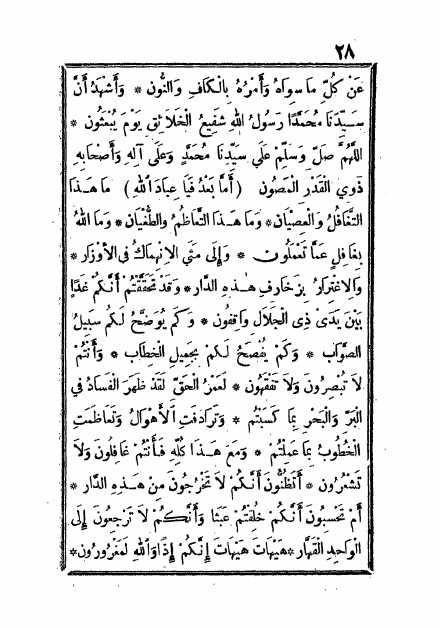 ٢٨
عَنْ كُلِّ مَا سِوَاهُ وَأَمْرُهُ بِالْكَافِ وَالنُّونِ * وَأَشْهَدُ أَنَّ
سَيِّدَنَا مُحَمَّدًا رَسُولُ اللهِ شَفِيعُ الْخَلَائِقِ يَوْمَ يُبْعَثُونَ *
اللَّهُمَّ صَلِّ وَسَلِّمْ عَلَى سَيِّدِنَا مُحَمَّدٍ وَعَلَى آلِهِ وَأَصْحَابِهِ
ذَوِي الْقَدْرِ الْمَصُونِ (أَمَّا بَعْدُ فَيَا عِبَادَ اللهِ) مَا هَذَا
التَّغَافُلُ وَالْعِصْيَانُ * وَمَا هَذَا التَّعَاظُمُ وَالطُّغْيَانُ * وَمَا اللهُ
بِغَافِلٍ عَمَّا تَعْمَلُونَ * وَإِلَى مَتَى الِانْهِمَاكُ فِي الْأَوْزَارِ *
وَالِاغْتِرَارُ بِزَخَارِفِ هَذِهِ الدَّارِ * وَقَدْ تَحَقَّقْتُمْ أَنَّكُمْ غَدًا
بَيْنَ يَدَيْ ذِي الْجَلَالِ وَاقِفُونَ * وَكَمْ يُوَضَّحُ لَكُمْ سَبِيلُ
الصَّوَابِ * وَكَمْ يُفْصَحُ لَكُمْ بِجَمِيلِ الْخِطَابِ * وَأَنْتُمْ
لَا تُبْصِرُونَ وَلَا تَفْقَهُونَ * لَعَمْرُ الْحَقِّ لَقَدْ ظَهَرَ الْفَسَادُ فِي
الْبَرِّ وَالْبَحْرِ بِمَا كَسَبْتُمْ * وَتَرَادَفَتِ الْأَهْوَالُ وَتَعَاظَمَتِ
الْخُطُوبُ بِمَا عَمِلْتُمْ * وَمَعَ هَذَا كُلِّهِ فَأَنْتُمْ غَافِلُونَ وَلَا
تَشْعُرُونَ * أَتَظُنُّونَ أَنَّكُمْ لَا تَخْرُجُونَ مِنْ هَذِهِ الدَّارِ *
أَمْ تَحْسَبُونَ أَنَّكُمْ خُلِقْتُمْ عَبَثًا وَأَنَّكُمْ لَا تَرْجِعُونَ إِلَى
الْوَاحِدِ الْقَهَّارِ * هَيْهَاتَ هَيْهَاتَ إِنَّكُمْ إِذًا وَاللهِ لَمَغْرُورُونَ *